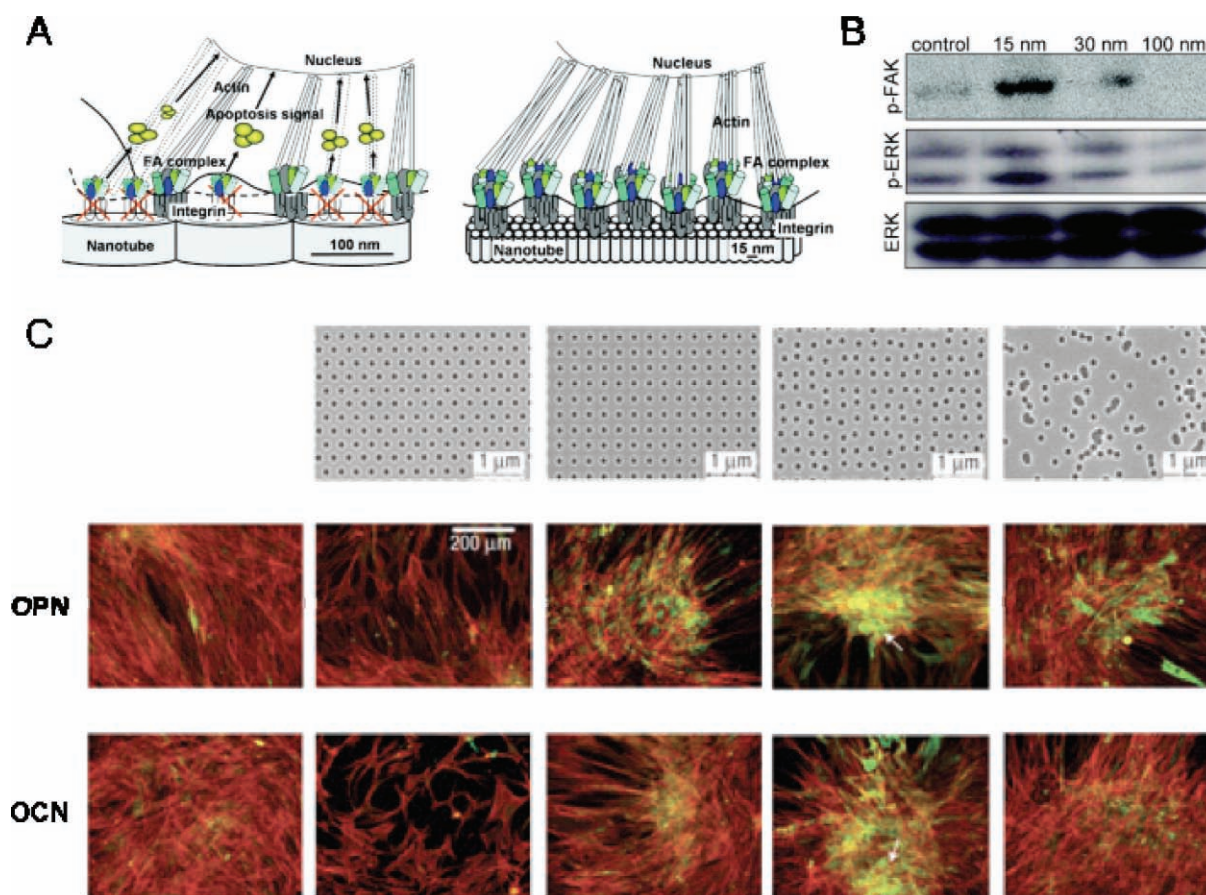 A
Nucleus
Actin
Apoptosis signal
FA complex
Integrin
Nanotube
100 nm
Nucleus
Actin
FA complex
Integrin
Nanotube
15 nm
B
control 15 nm 30 nm 100 nm
p-FAK
p-ERK
ERK
C
1 μm
1 μm
1 μm
1 μm
200 μm
OPN
OCN